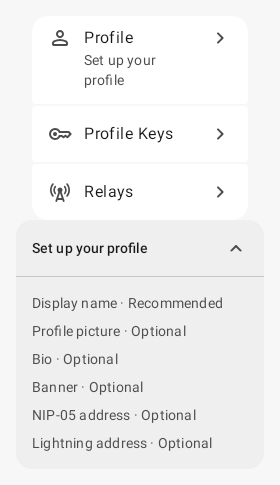 Profile
Set up your
profile
Profile Keys
Relays
Set up your profile
Display name · Recommended
Profile picture · Optional
Bio · Optional
Banner · Optional
NIP-05 address · Optional
Lightning address · Optional